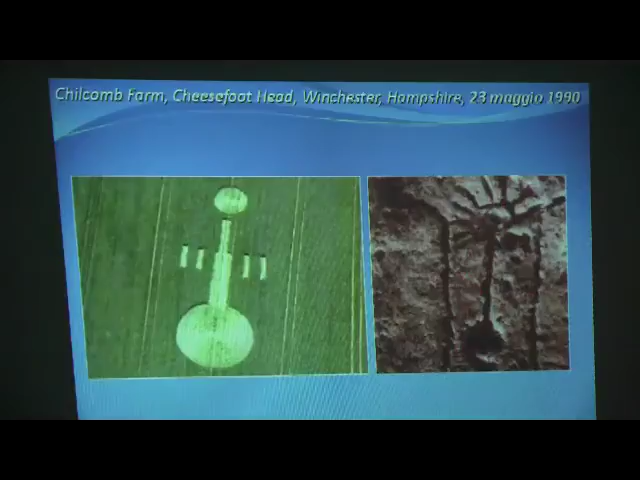 Chilcomb Farm, Cheesefoot Head, Winchester, Hampshire, 23 maggio 1990